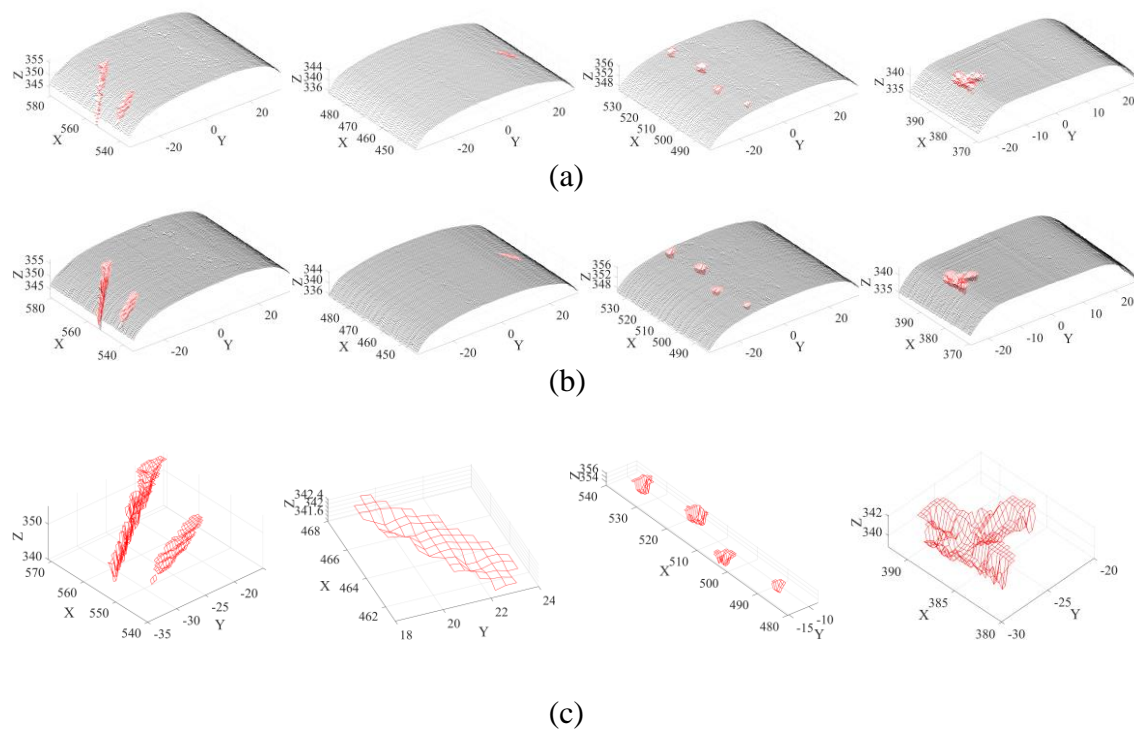 Z 355 350 345 580 560 540 X -20 0 20 Y
Z 344 340 336 480 470 460 450 X -20 0 20 Y
Z 356 352 348 530 520 510 500 490 X -20 0 20 Y
Z 340 335 390 380 370 X -20 -10 0 10 20 Y
(a)
Z 355 350 345 580 560 540 X -20 0 20 Y
Z 344 340 336 480 470 460 450 X -20 0 20 Y
Z 356 352 348 530 520 510 500 490 X -20 0 20 Y
Z 340 335 390 380 370 X -20 -10 0 10 20 Y
(b)
Z 350 340 570 560 550 540 X -35 -30 -25 -20 Y
Z 342.4 342 341.6 468 466 464 462 X 18 20 22 24 Y
Z 356 354 540 530 520 510 500 490 480 X -15 -10 Y
Z 342 340 390 385 380 X -30 -25 -20 Y
(c)